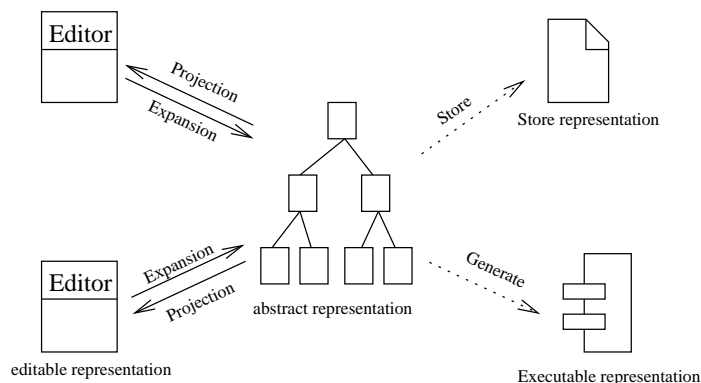 Editor
Projection
Expansion
Store
Store representation
Expansion
Projection
Generate
Editor
abstract representation
editable representation
Executable representation